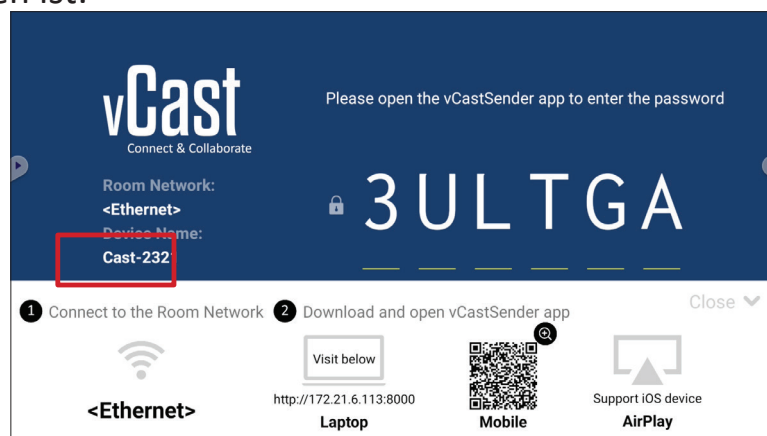 vCast
Connect & Collaborate
Please open the vCastSender app to enter the password
Room Network:
<Ethernet>
Device Name:
Cast-232
3ULTGA
1 Connect to the Room Network
2 Download and open vCastSender app
Close
<Ethernet>
Visit below
http://172.21.6.113:8000
Laptop
Mobile
Support iOS device
AirPlay